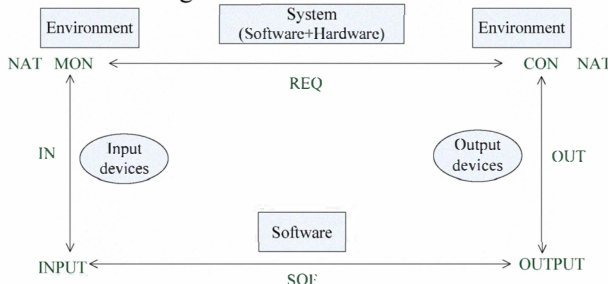 Environment
System
(Software+Hardware)
Environment
NAT MON
CON NAT
REQ
IN
Input
devices
Output
devices
OUT
Software
INPUT
OUTPUT
SOF